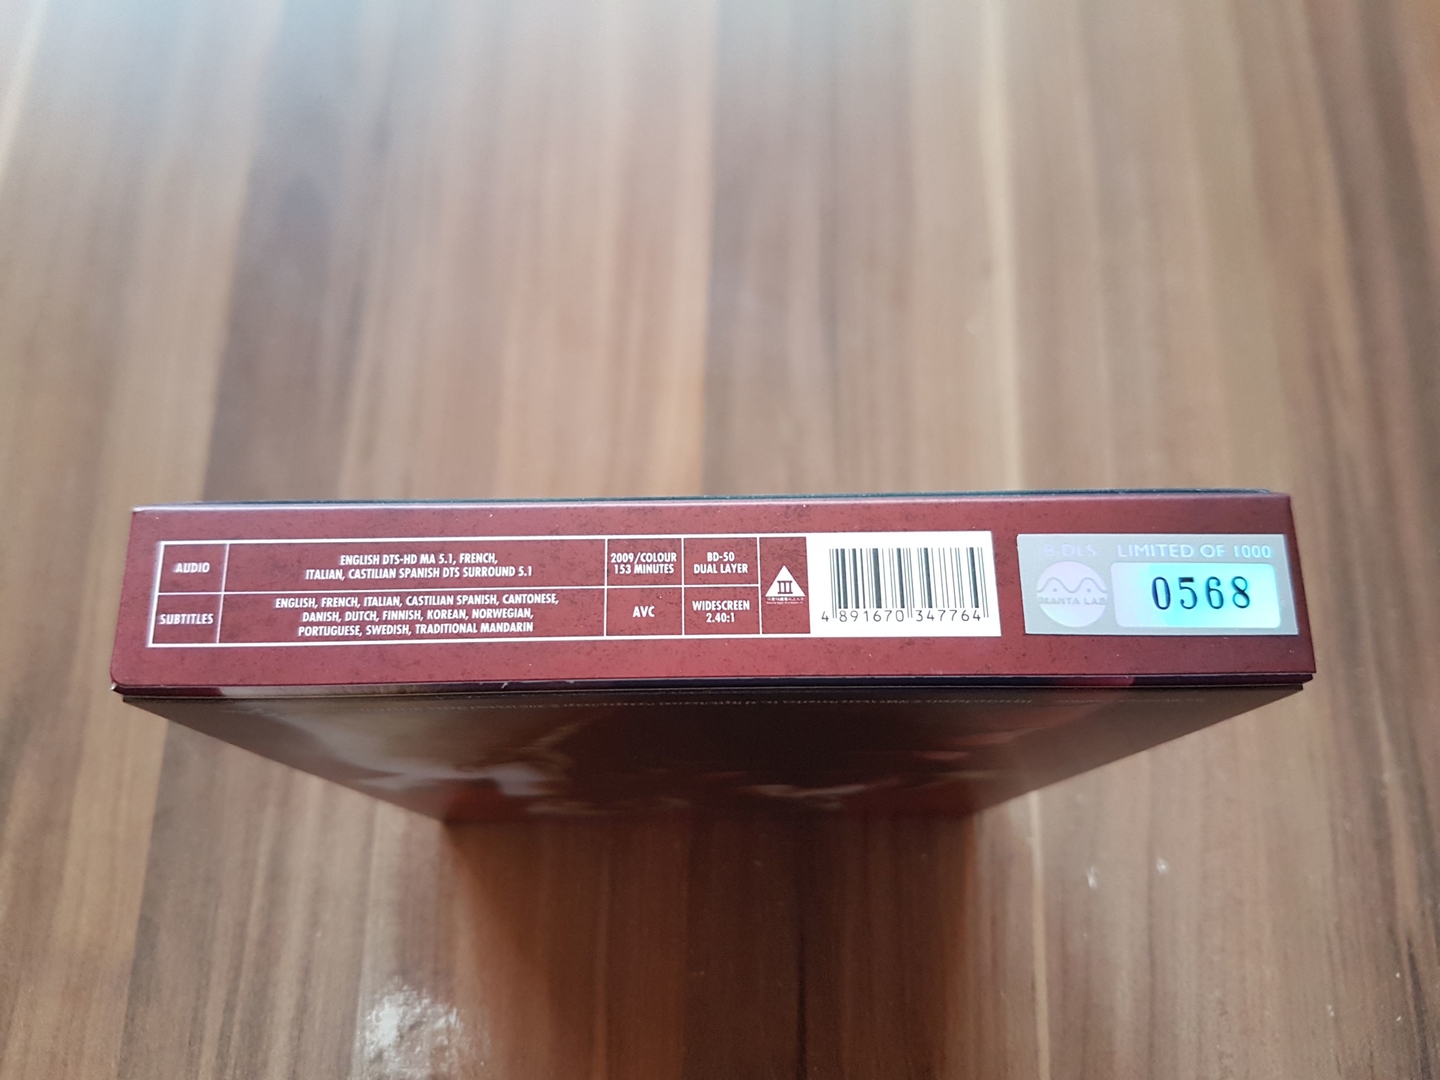 AUDIO
ENGLISH DTS-HD MA 5.1, FRENCH,
ITALIAN, CASTILIAN SPANISH DTS SURROUND 5.1
2009/COLOUR
153 MINUTES
BD-50
DUAL LAYER
SUBTITLES
ENGLISH, FRENCH, ITALIAN, CASTILIAN SPANISH, CANTONESE,
DANISH, DUTCH, FINNISH, KOREAN, NORWEGIAN,
PORTUGUESE, SWEDISH, TRADITIONAL MANDARIN
AVC
WIDESCREEN
2.40:1
III
4 891670 347764
LIMITED OF 1000
MANTA LAB
0568